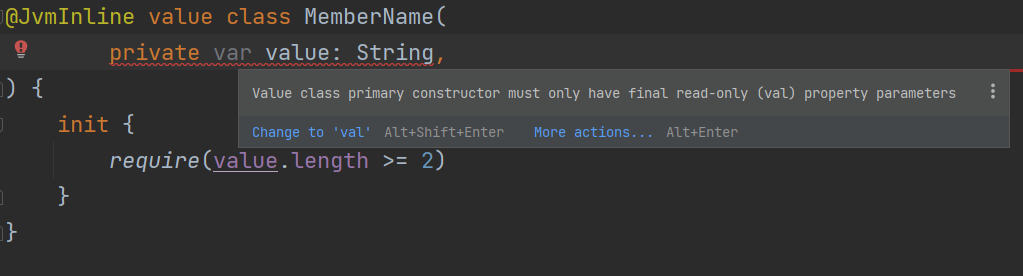 @JvmInline value class MemberName(
private var value: String,
Value class primary constructor must only have final read-only (val) property parameters
Change to 'val' Alt+Shift+Enter More actions... Alt+Enter
) {
init {
require(value.length >= 2)
}
}